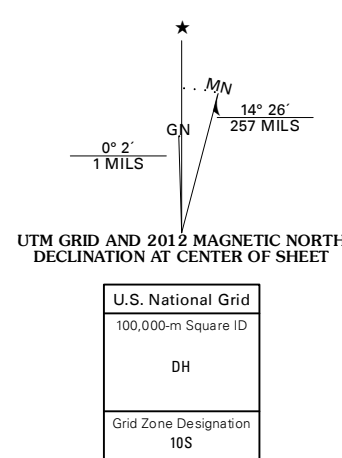 ★
MN
GN
14° 26´
257 MILS
0° 2´
1 MILS
UTM GRID AND 2012 MAGNETIC NORTH
DECLINATION AT CENTER OF SHEET
U.S. National Grid
100,000-m Square ID
DH
Grid Zone Designation
10S